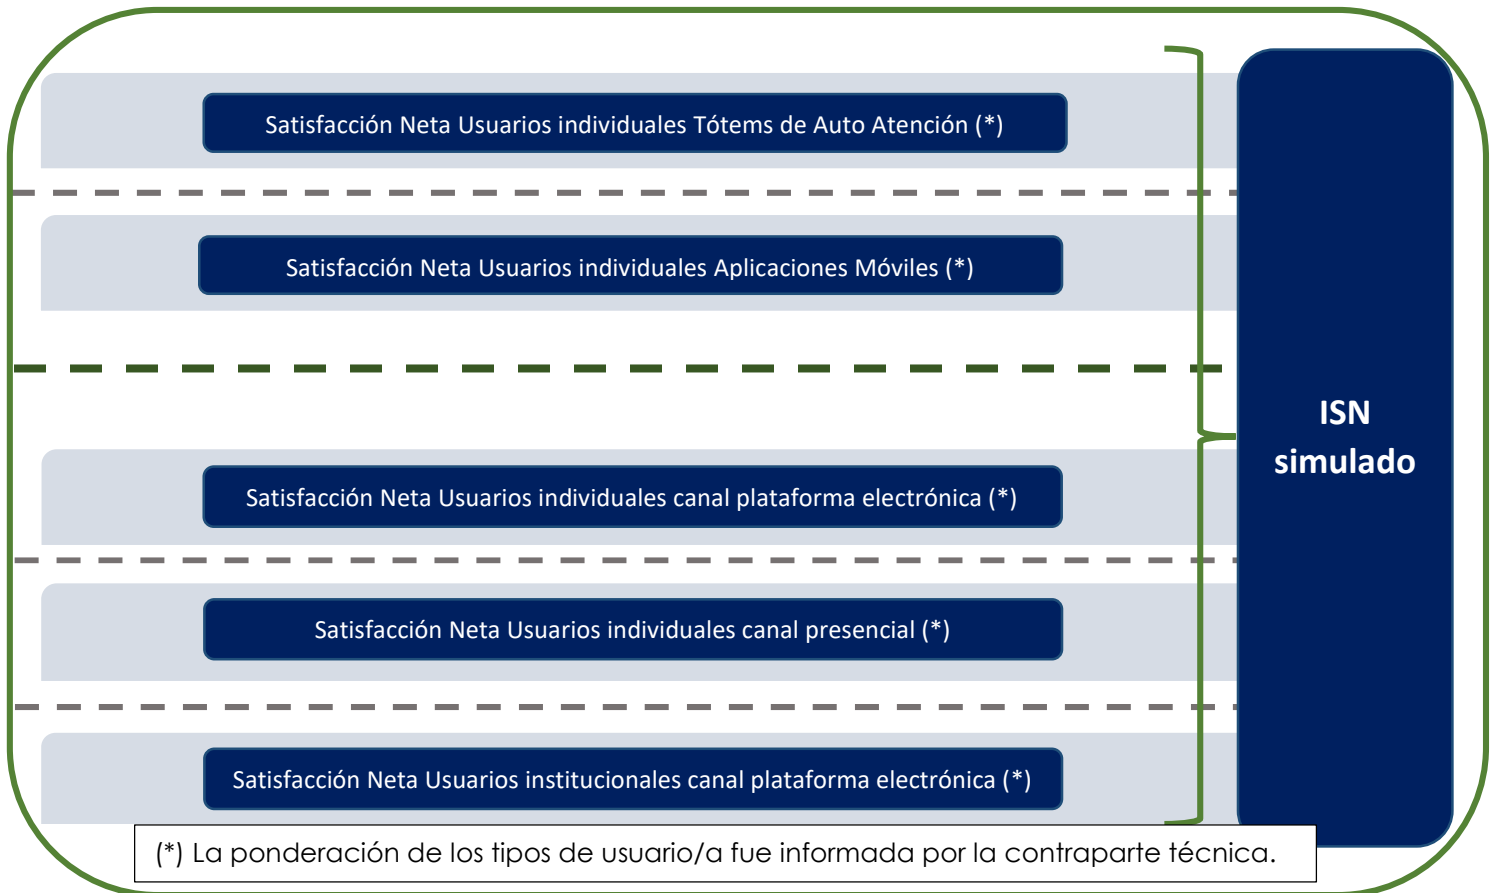 Satisfacción Neta Usuarios individuales Tótems de Auto Atención (*)
Satisfacción Neta Usuarios individuales Aplicaciones Móviles (*)
ISN
simulado
Satisfacción Neta Usuarios individuales canal plataforma electrónica (*)
Satisfacción Neta Usuarios individuales canal presencial (*)
Satisfacción Neta Usuarios institucionales canal plataforma electrónica (*)
(*) La ponderación de los tipos de usuario/a fue informada por la contraparte técnica.